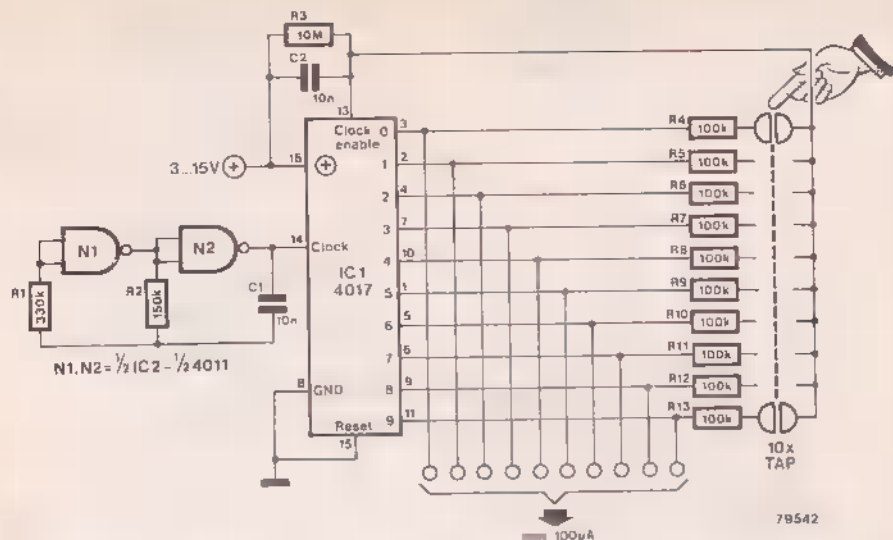 R3
10M
C2
10n
13
Clock
enable
0
3
R4
100k
3...15V
16
1
2
R5
100k
2
4
R6
100k
3
7
R7
100k
N1
N2
14
Clock
4
10
R8
100k
R1
330k
R2
150k
C1
10n
IC1
4017
5
1
R9
100k
6
5
R10
100k
N1, N2 = 1/2 IC2 - 1/2 4011
7
6
R11
100k
8
GND
8
9
R12
100k
Reset
15
9
11
R13
100k
10x
TAP
100µA
79542